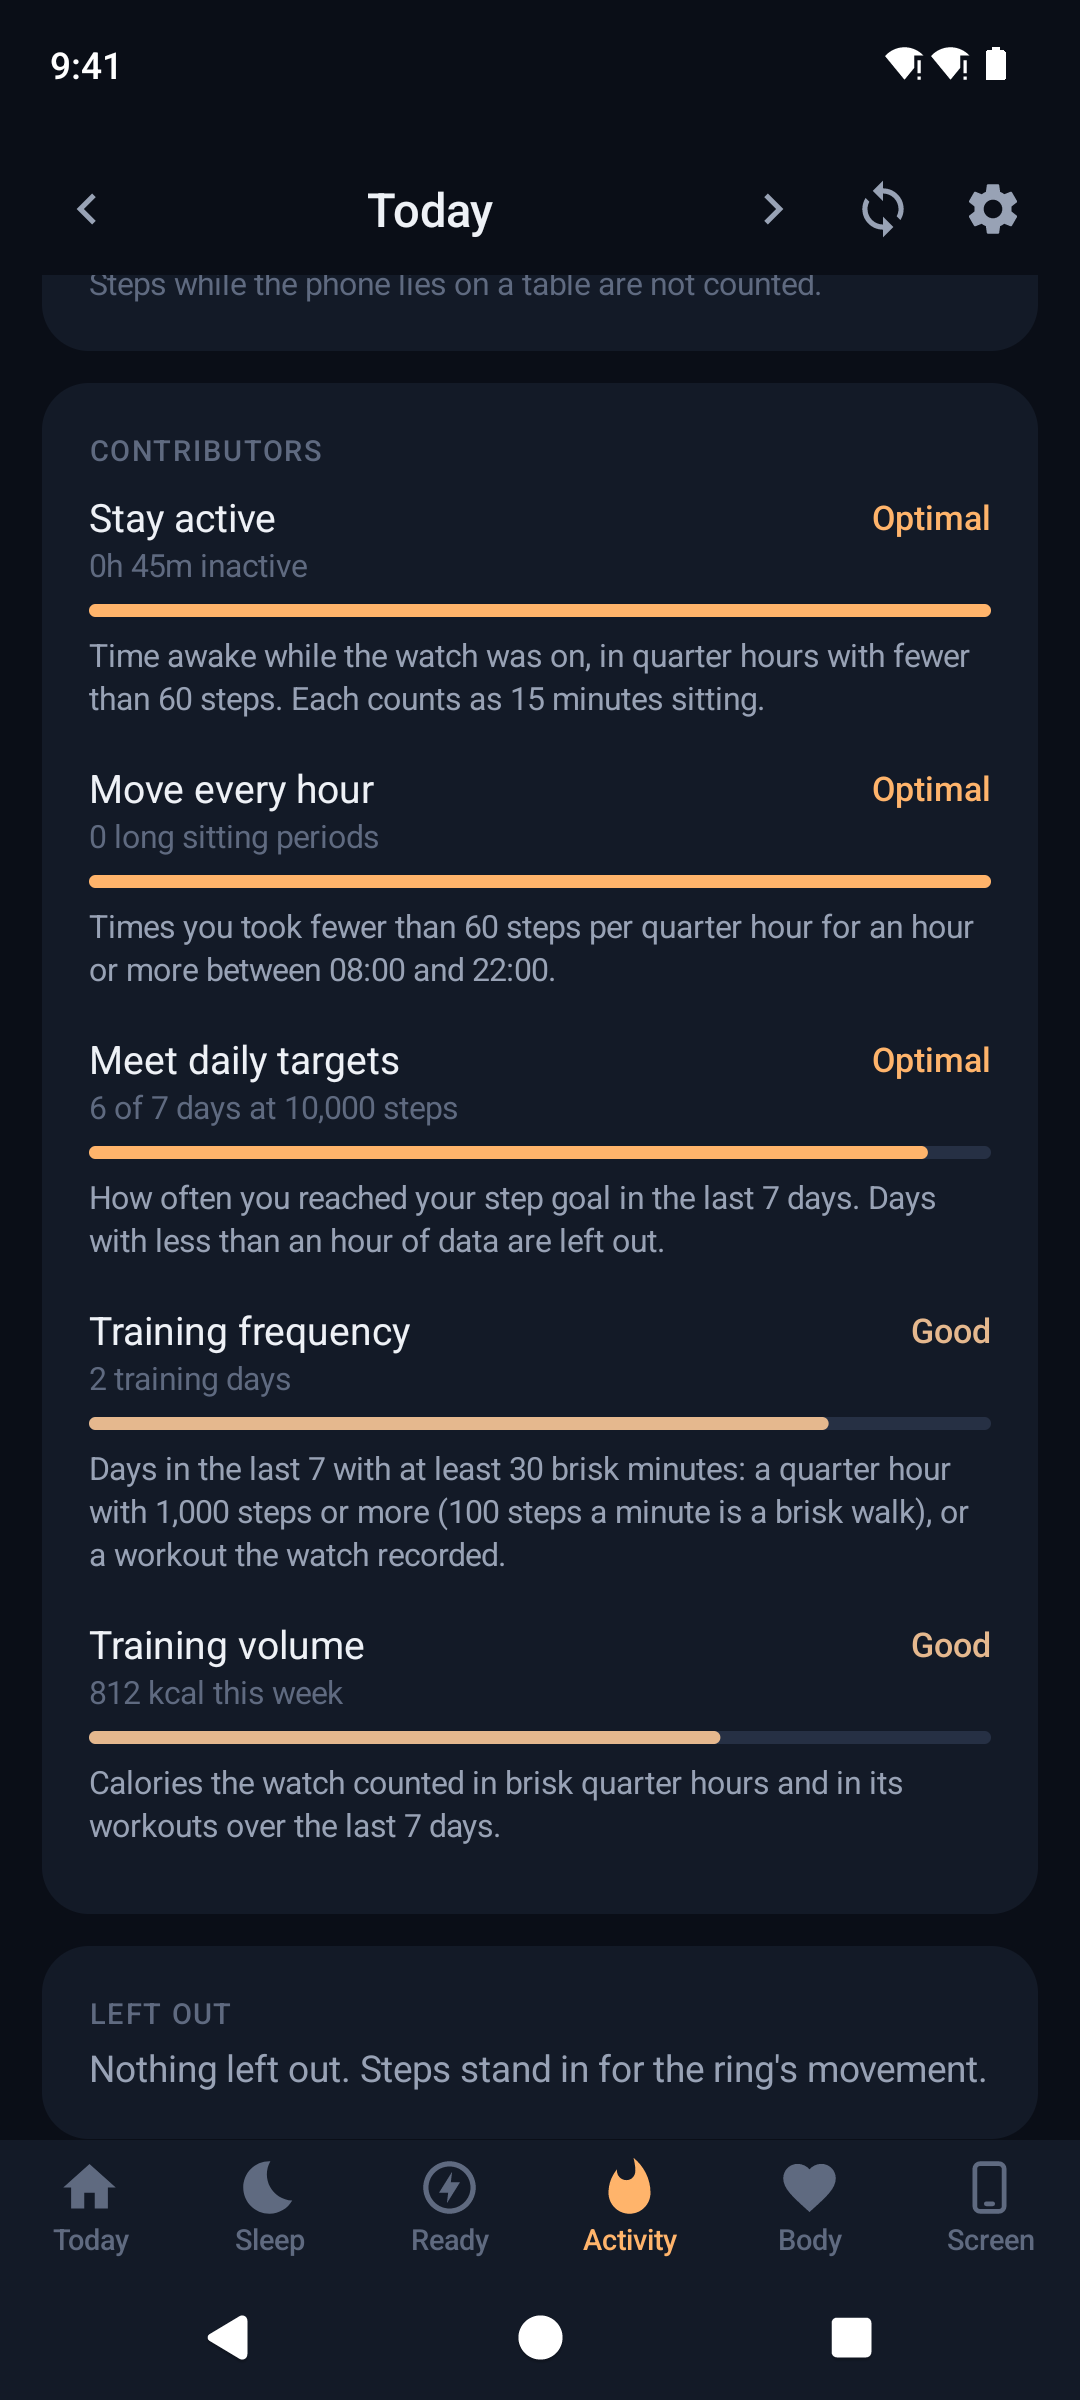 9:41
Today
Steps while the phone lies on a table are not counted.
CONTRIBUTORS
Stay active
Optimal
0h 45m inactive
Time awake while the watch was on, in quarter hours with fewer
than 60 steps. Each counts as 15 minutes sitting.
Move every hour
Optimal
0 long sitting periods
Times you took fewer than 60 steps per quarter hour for an hour
or more between 08:00 and 22:00.
Meet daily targets
Optimal
6 of 7 days at 10,000 steps
How often you reached your step goal in the last 7 days. Days
with less than an hour of data are left out.
Training frequency
Good
2 training days
Days in the last 7 with at least 30 brisk minutes: a quarter hour
with 1,000 steps or more (100 steps a minute is a brisk walk), or
a workout the watch recorded.
Training volume
Good
812 kcal this week
Calories the watch counted in brisk quarter hours and in its
workouts over the last 7 days.
LEFT OUT
Nothing left out. Steps stand in for the ring's movement.
Today
Sleep
Ready
Activity
Body
Screen